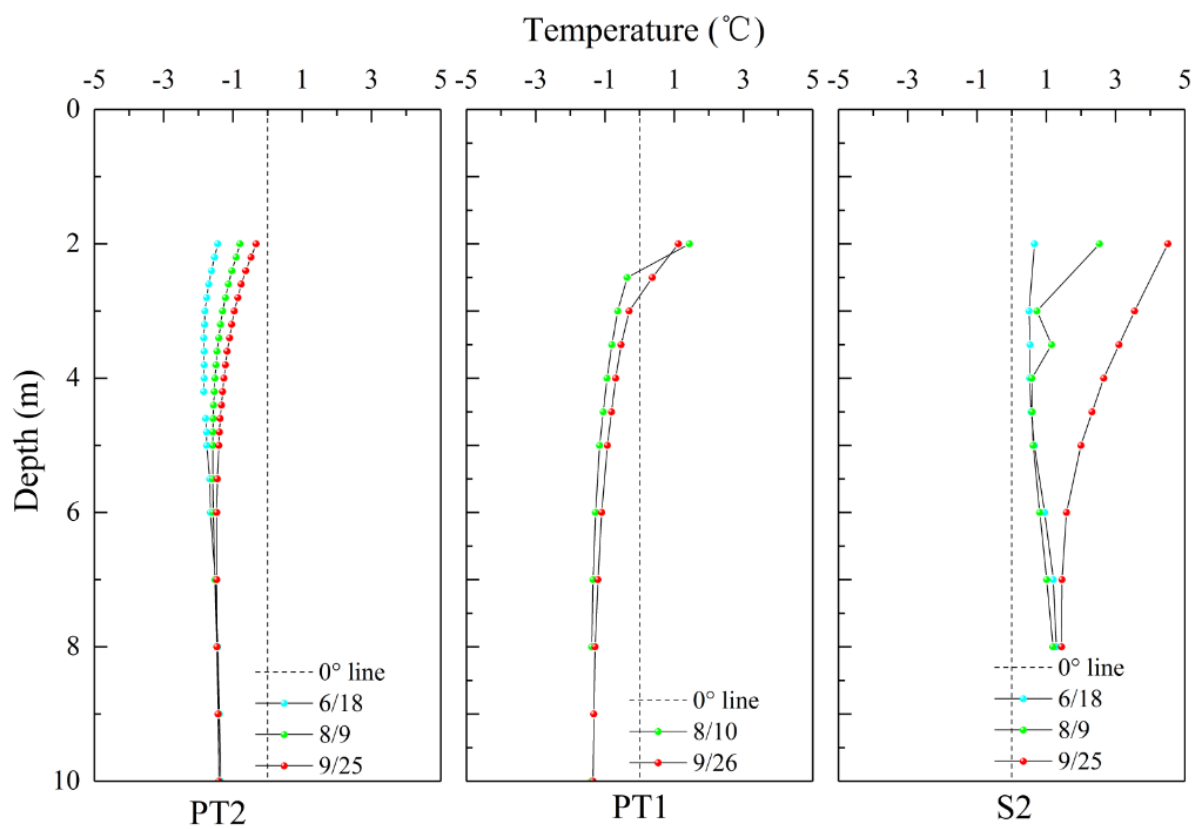 Temperature (℃)
-5 -3 -1 1 3 5 -5 -3 -1 1 3 5 -5 -3 -1 1 3 5
0
2
4
6
8
10
Depth (m)
0° line
6/18
8/9
9/25
0° line
8/10
9/26
0° line
6/18
8/9
9/25
PT2 PT1 S2